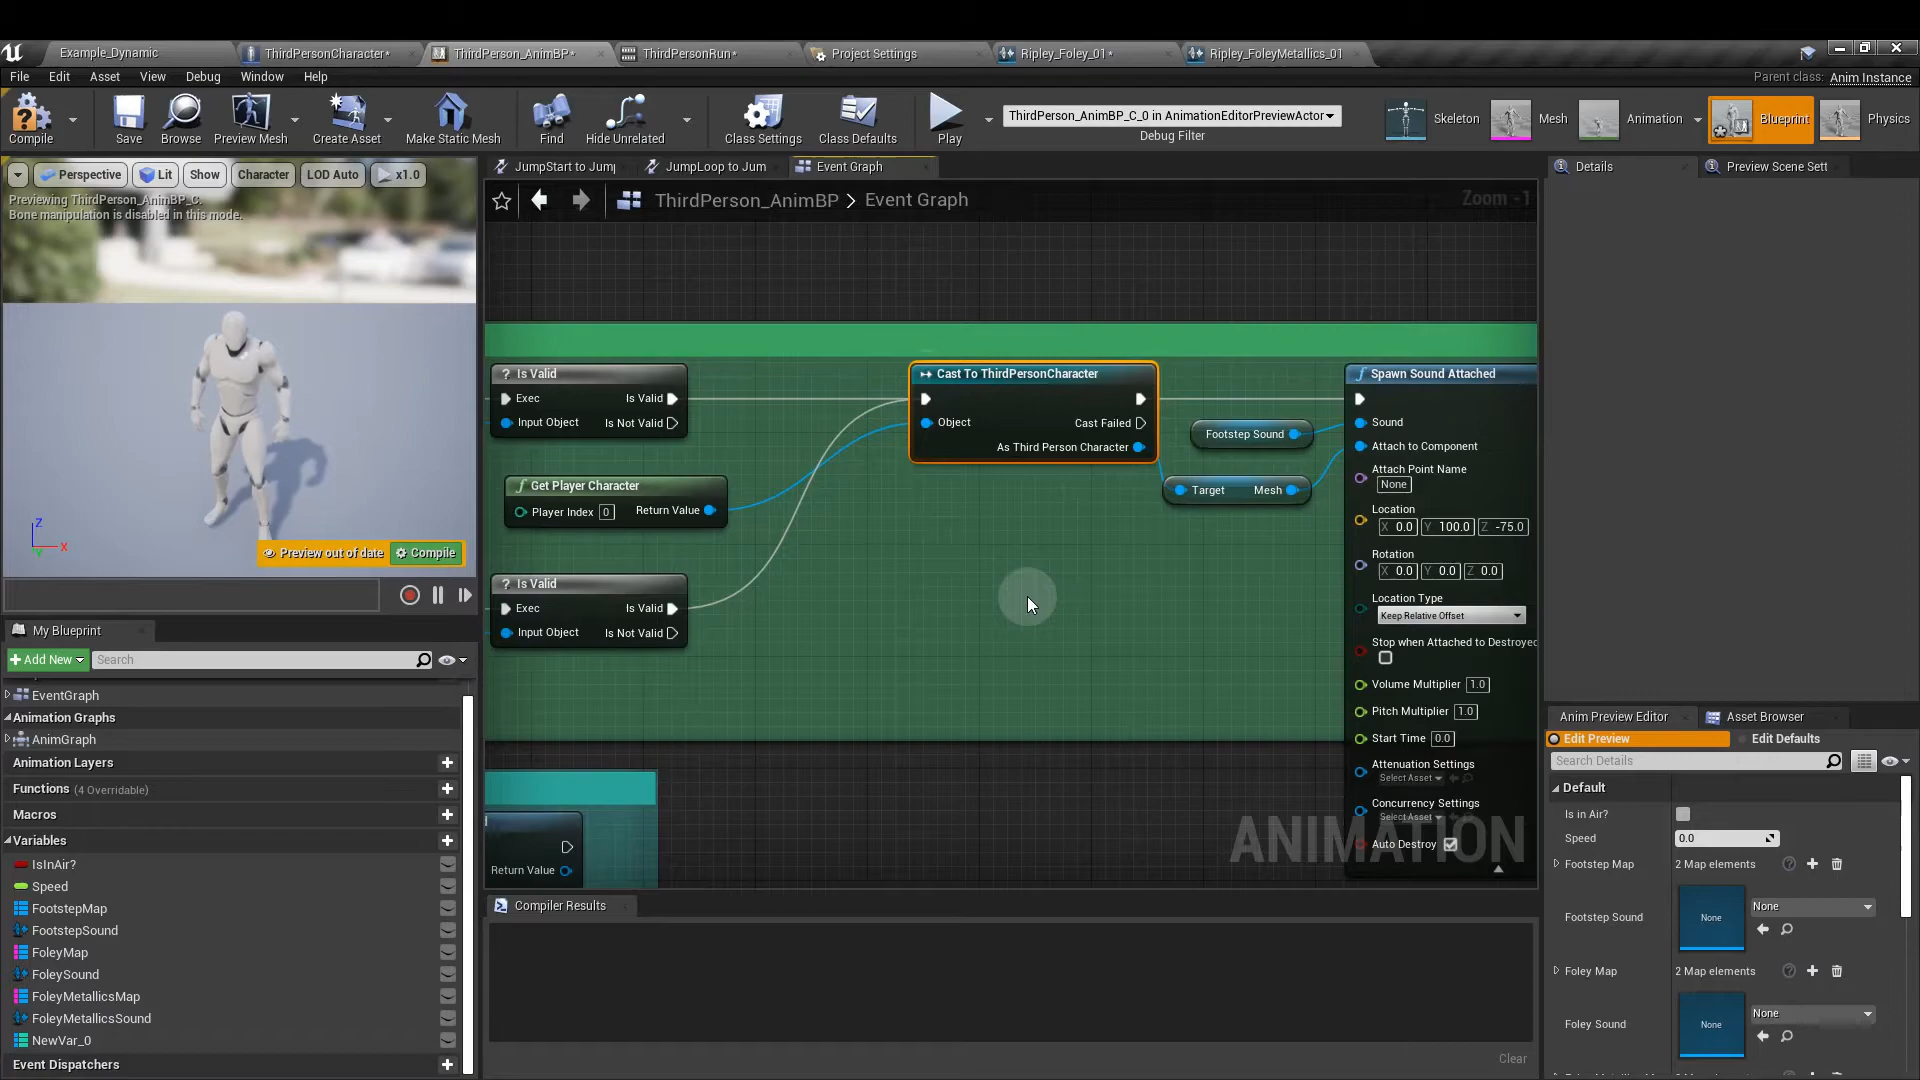 Example_Dynamic
ThirdPersonCharacter*
ThirdPerson_AnimBP*
ThirdPersonRun*
Project Settings
Ripley_Foley_01*
Ripley_FoleyMetallics_01
File Edit Asset View Debug Window Help
Parent class: Anim Instance
Compile
Save
Browse
Preview Mesh
Create Asset
Make Static Mesh
Find
Hide Unrelated
Class Settings
Class Defaults
Play
ThirdPerson_AnimBP_C_0 in AnimationEditorPreviewActor
Debug Filter
Skeleton
Mesh
Animation
Blueprint
Physics
Perspective
Lit
Show
Character
LOD Auto
x1.0
Previewing ThirdPerson_AnimBP_C.
Bone manipulation is disabled in this mode.
Z
X
Y
Preview out of date
Compile
JumpStart to Jum
JumpLoop to Jum
Event Graph
ThirdPerson_AnimBP > Event Graph
Zoom -1
? Is Valid
Exec Is Valid
Input Object Is Not Valid
f Get Player Character
Player Index 0 Return Value
? Is Valid
Exec Is Valid
Input Object Is Not Valid
Cast To ThirdPersonCharacter
Object Cast Failed
As Third Person Character
Footstep Sound
Target Mesh
f Spawn Sound Attached
Sound
Attach to Component
Attach Point Name
None
Location
X 0.0 Y 100.0 Z -75.0
Rotation
X 0.0 Y 0.0 Z 0.0
Location Type
Keep Relative Offset
Stop when Attached to Destroyed
Volume Multiplier 1.0
Pitch Multiplier 1.0
Start Time 0.0
Attenuation Settings
Select Asset
Concurrency Settings
Select Asset
Auto Destroy
Return Value
ANIMATION
Compiler Results
Clear
My Blueprint
Add New
Search
EventGraph
Animation Graphs
AnimGraph
Animation Layers
Functions (4 Overridable)
Macros
Variables
IsInAir?
Speed
FootstepMap
FootstepSound
FoleyMap
FoleySound
FoleyMetallicsMap
FoleyMetallicsSound
NewVar_0
Event Dispatchers
Details
Preview Scene Sett
Anim Preview Editor
Asset Browser
Edit Preview
Edit Defaults
Search Details
Default
Is in Air?
Speed 0.0
Footstep Map 2 Map elements
Footstep Sound None None
Foley Map 2 Map elements
Foley Sound None None